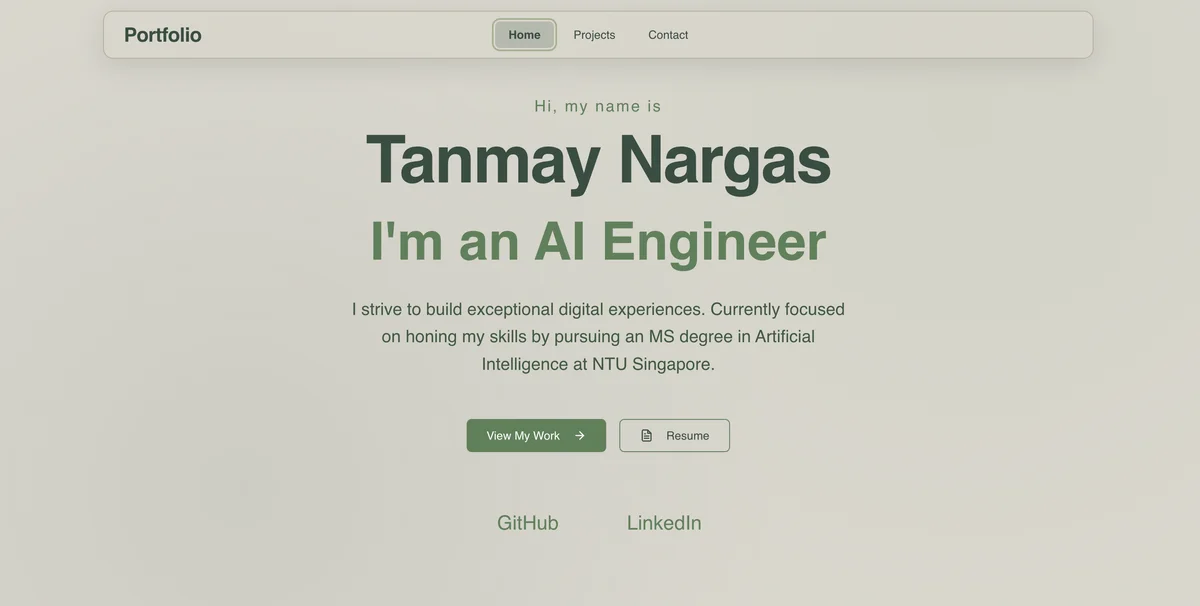 Portfolio
Home
Projects
Contact
Hi, my name is
Tanmay Nargas
I'm an AI Engineer
I strive to build exceptional digital experiences. Currently focused
on honing my skills by pursuing an MS degree in Artificial
Intelligence at NTU Singapore.
View My Work
Resume
GitHub
LinkedIn